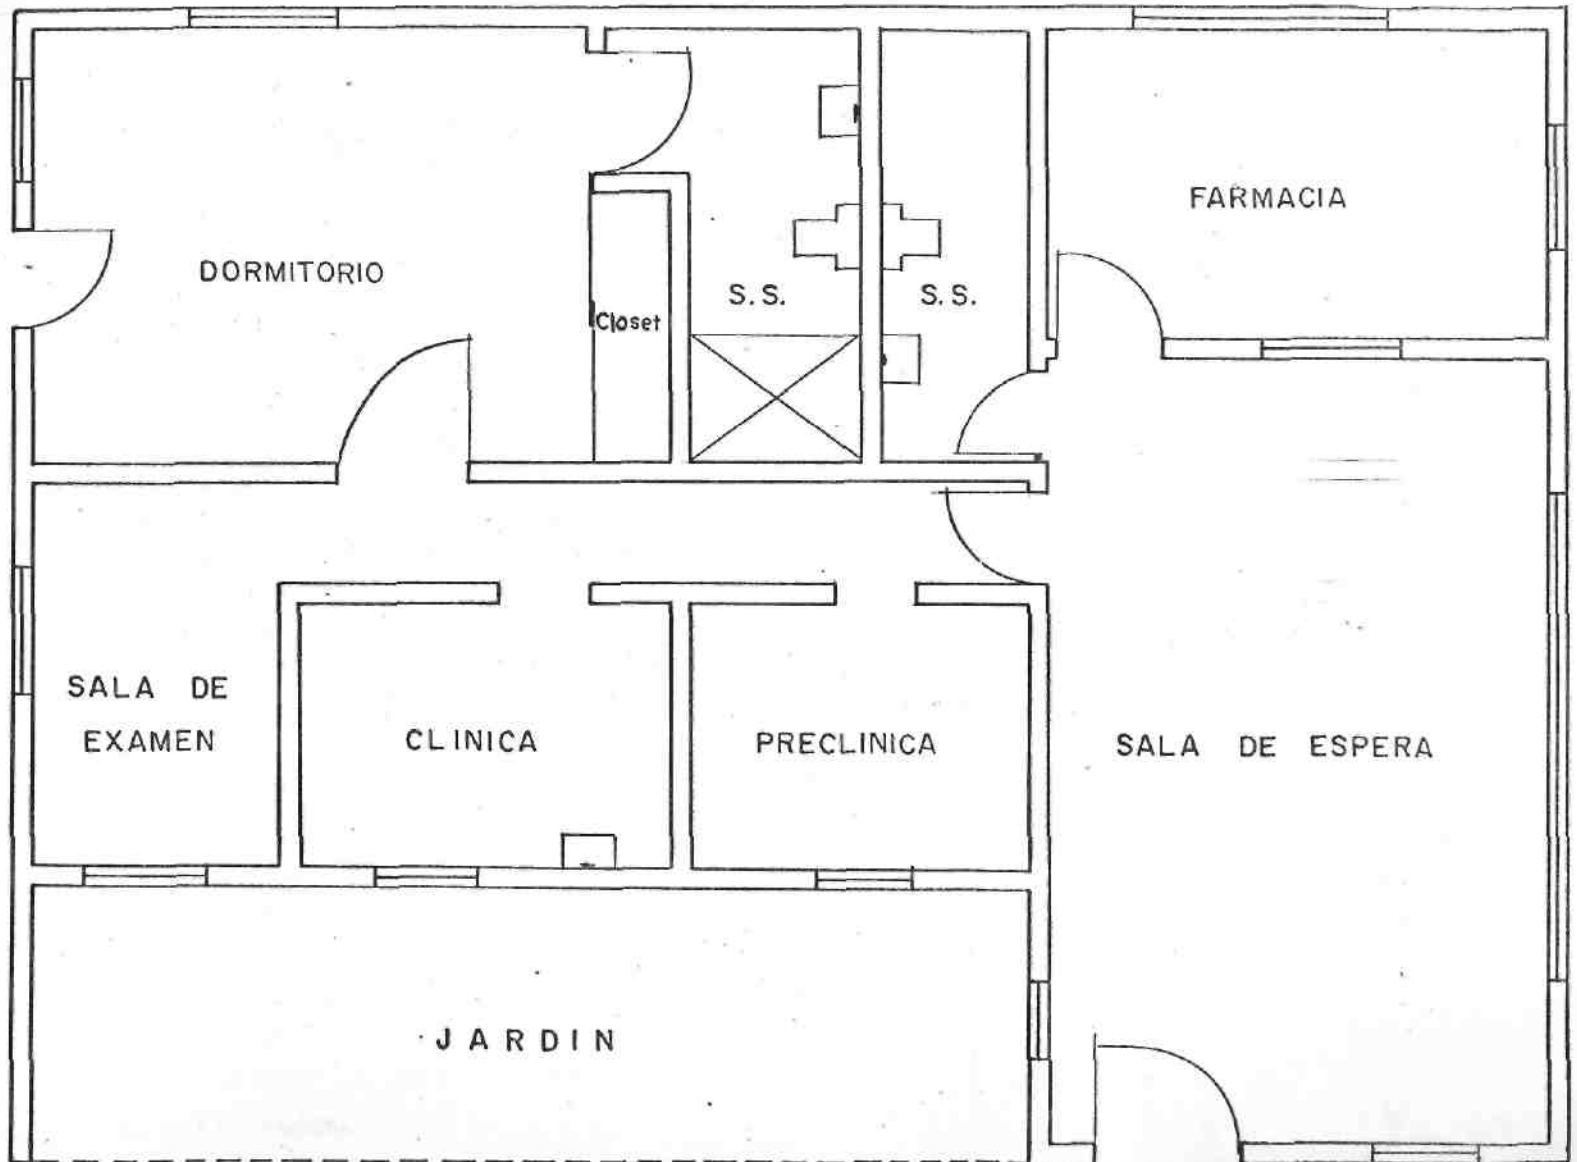 FARMACIA
DORMITORIO
S.S.
S.S.
Closet
SALA DE
EXAMEN
CLINICA
PRECLINICA
SALA DE ESPERA
JARDIN